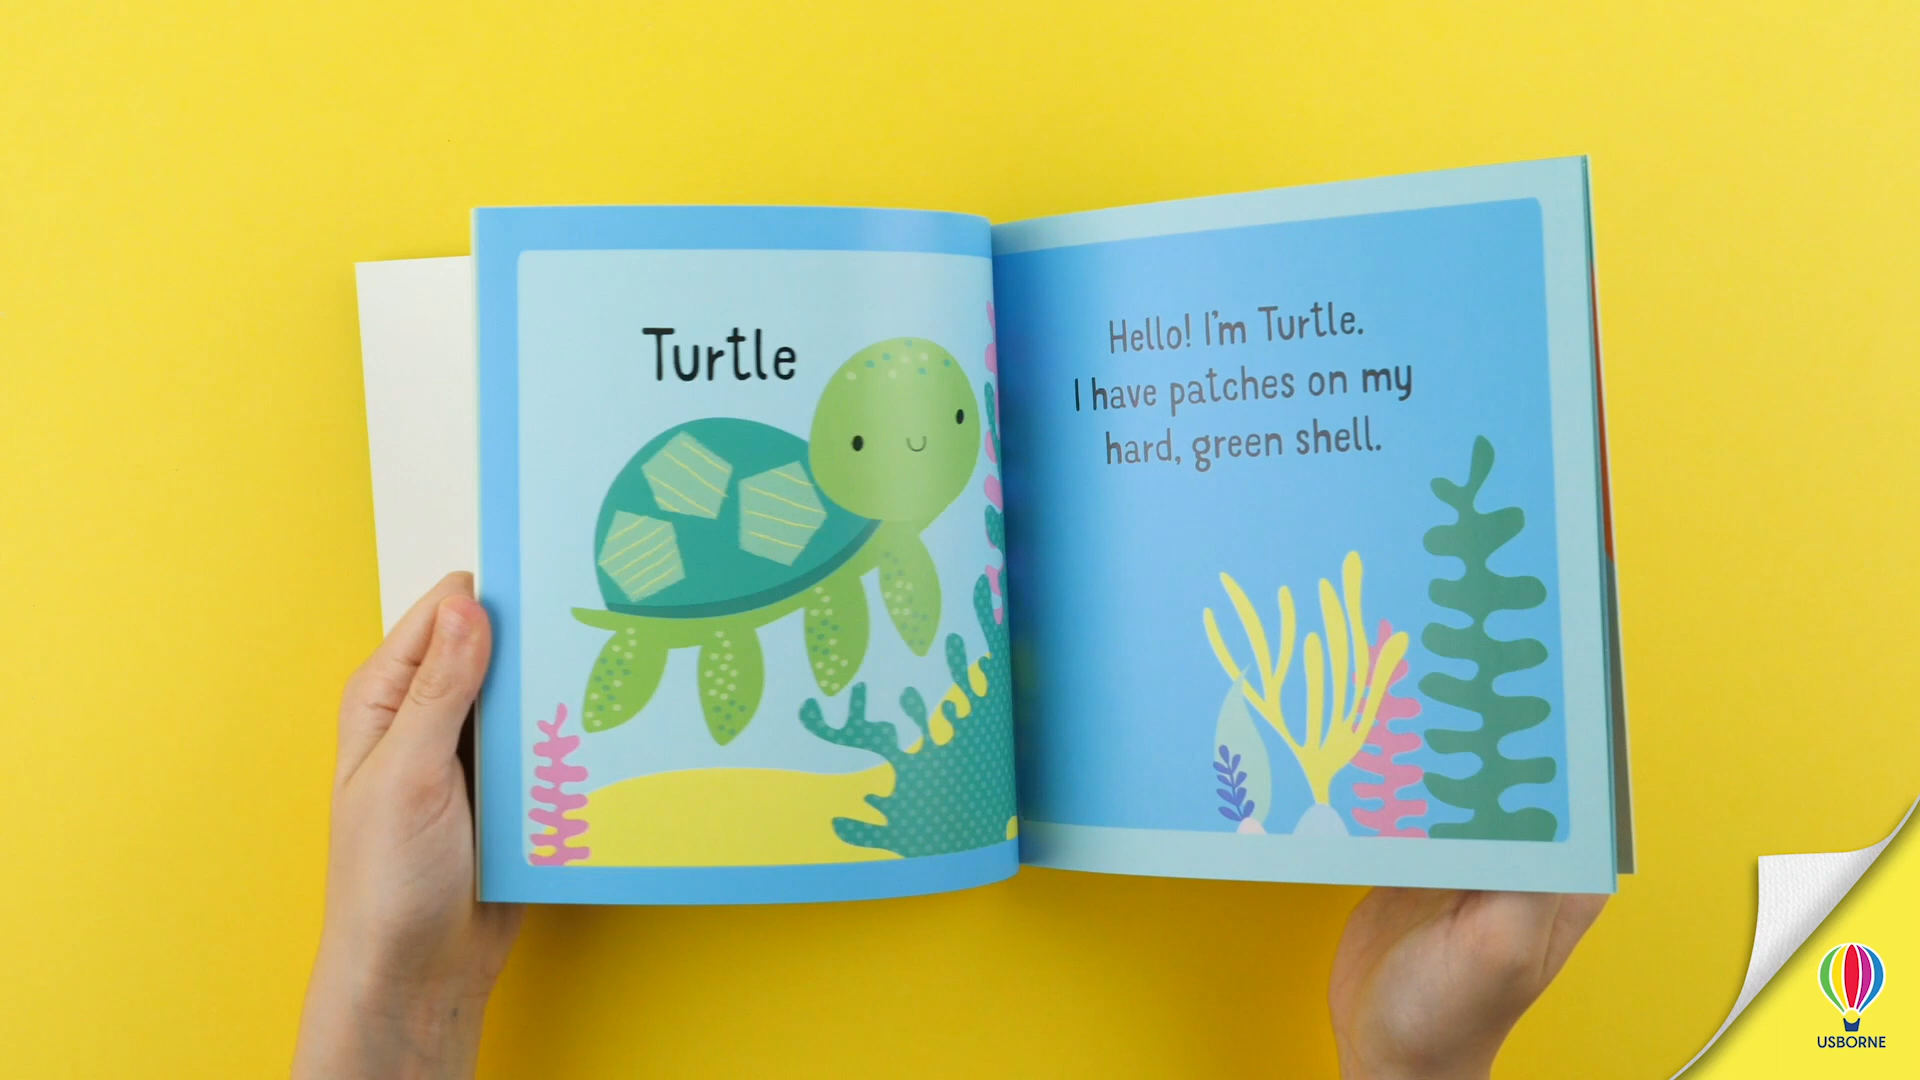 Turtle
Hello! I'm Turtle.
I have patches on my
hard, green shell.
USBORNE